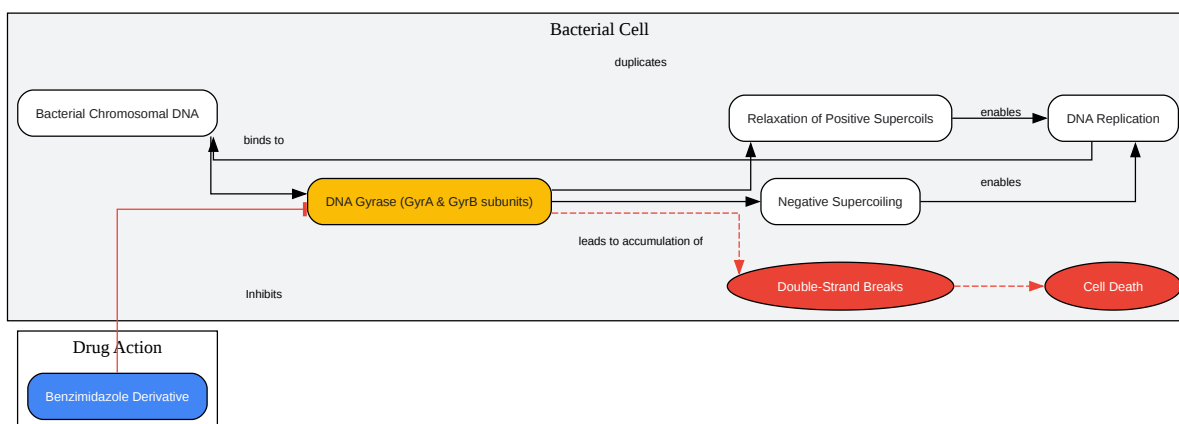 Bacterial Cell
duplicates
Bacterial Chromosomal DNA
Relaxation of Positive Supercoils
enables
DNA Replication
binds to
DNA Gyrase (GyrA & GyrB subunits)
Negative Supercoiling
enables
leads to accumulation of
Double-Strand Breaks
Cell Death
Inhibits
Drug Action
Benzimidazole Derivative